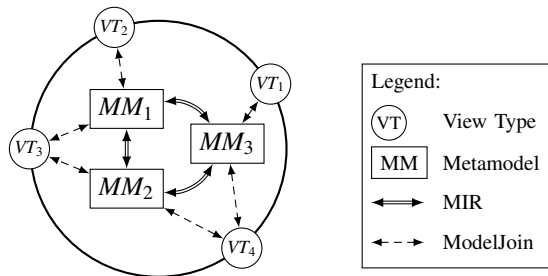 VT2
VT1
MM1
MM3
VT3
MM2
VT4
Legend:
VT View Type
MM Metamodel
MIR
ModelJoin